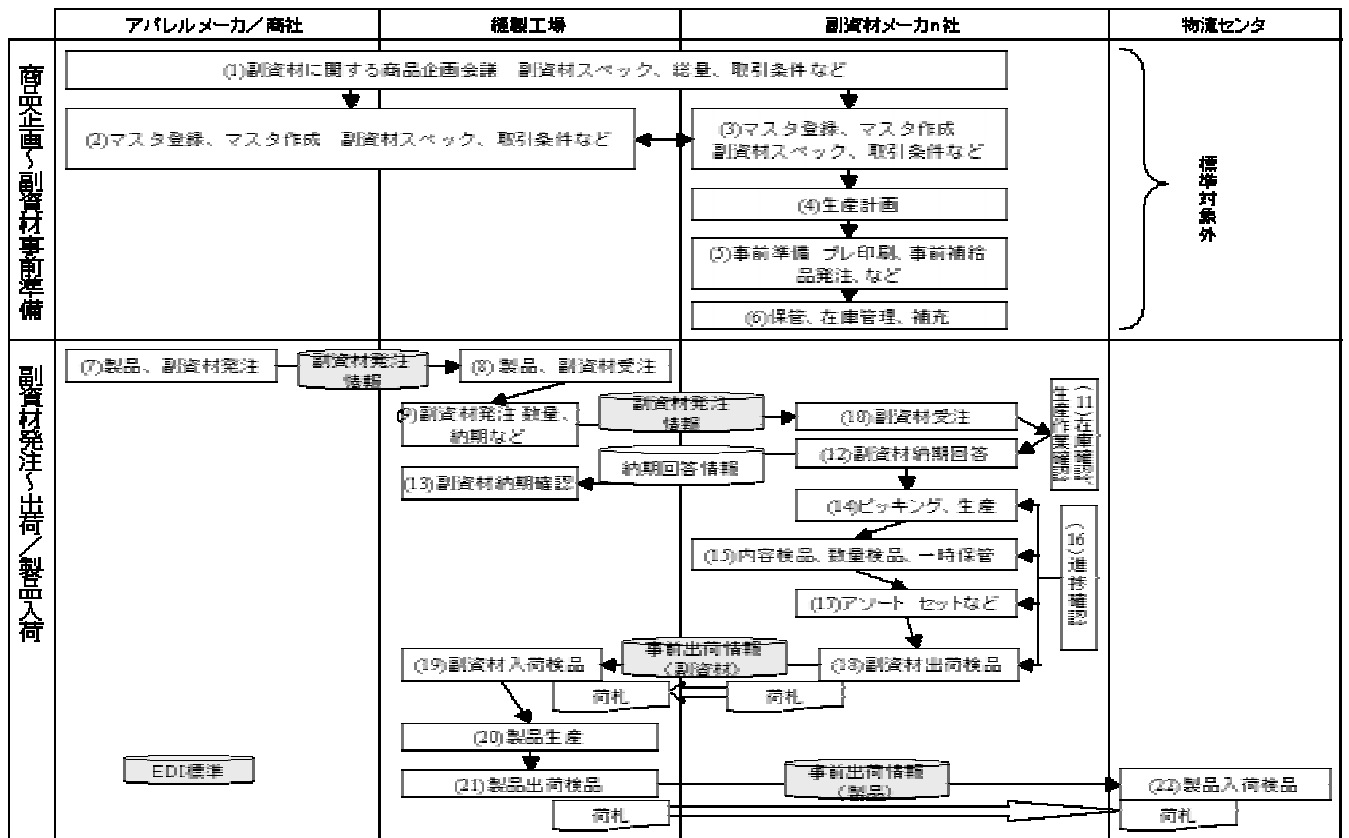 アパレルメーカ／商社
縫製工場
副資材メーカn社
物流センタ
商品企画～副資材事前準備
(1)副資材に関する商品企画会議 副資材スペック、総量、取引条件など
(2)マスタ登録、マスタ作成 副資材スペック、取引条件など
(3)マスタ登録、マスタ作成
副資材スペック、取引条件など
(4)生産計画
(5)事前準備 プレ印刷、事前補給
品発注、など
(6)保管、在庫管理、補充
標準対象外
副資材発注～出荷／製品入荷
(7)製品、副資材発注
副資材発注
情報
(8)製品、副資材受注
(9)副資材発注 数量、
納期など
副資材発注
情報
(10)副資材受注
(11)在庫確認／
生産作業確認
(12)副資材納期回答
納期回答情報
(13)副資材納期確認
(14)ピッキング、生産
(15)内容検品、数量検品、一時保管
(16)進捗確認
(17)アソート セットなど
(18)副資材出荷検品
事前出荷情報
(副資材)
(19)副資材入荷検品
荷札
荷札
(20)製品生産
EDI標準
(21)製品出荷検品
事前出荷情報
(製品)
(22)製品入荷検品
荷札
荷札